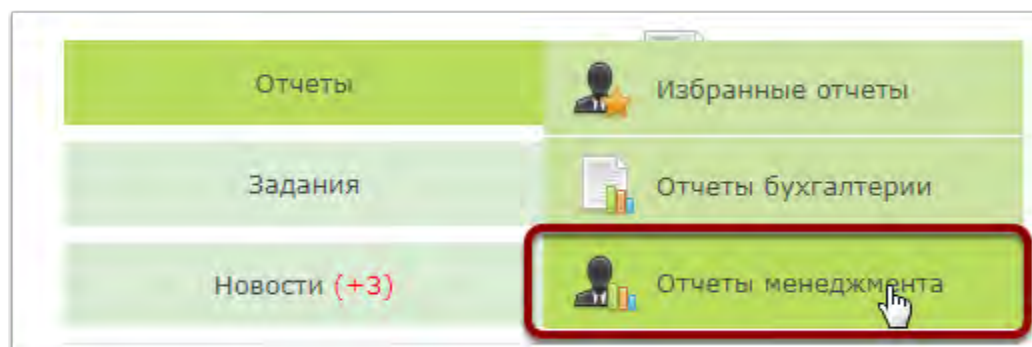 Отчеты
Избранные отчеты
Задания
Отчеты бухгалтерии
Новости (+3)
Отчеты менеджмента